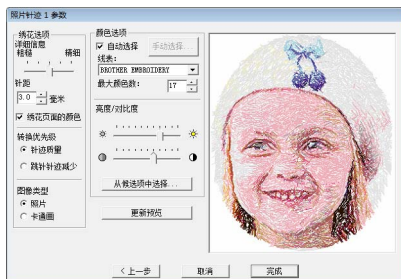 照片针迹 1 参数
绣花选项
详细信息
粗糙 精细
针距
3.0 毫米
绣花页面的颜色
转换优先级
针迹质量
跳针针迹减少
图像类型
照片
卡通画
颜色选项
自动选择 手动选择...
线表:
BROTHER EMBROIDERY
最大颜色数: 17
亮度/对比度
从候选项中选择...
更新预览
< 上一步 取消 完成